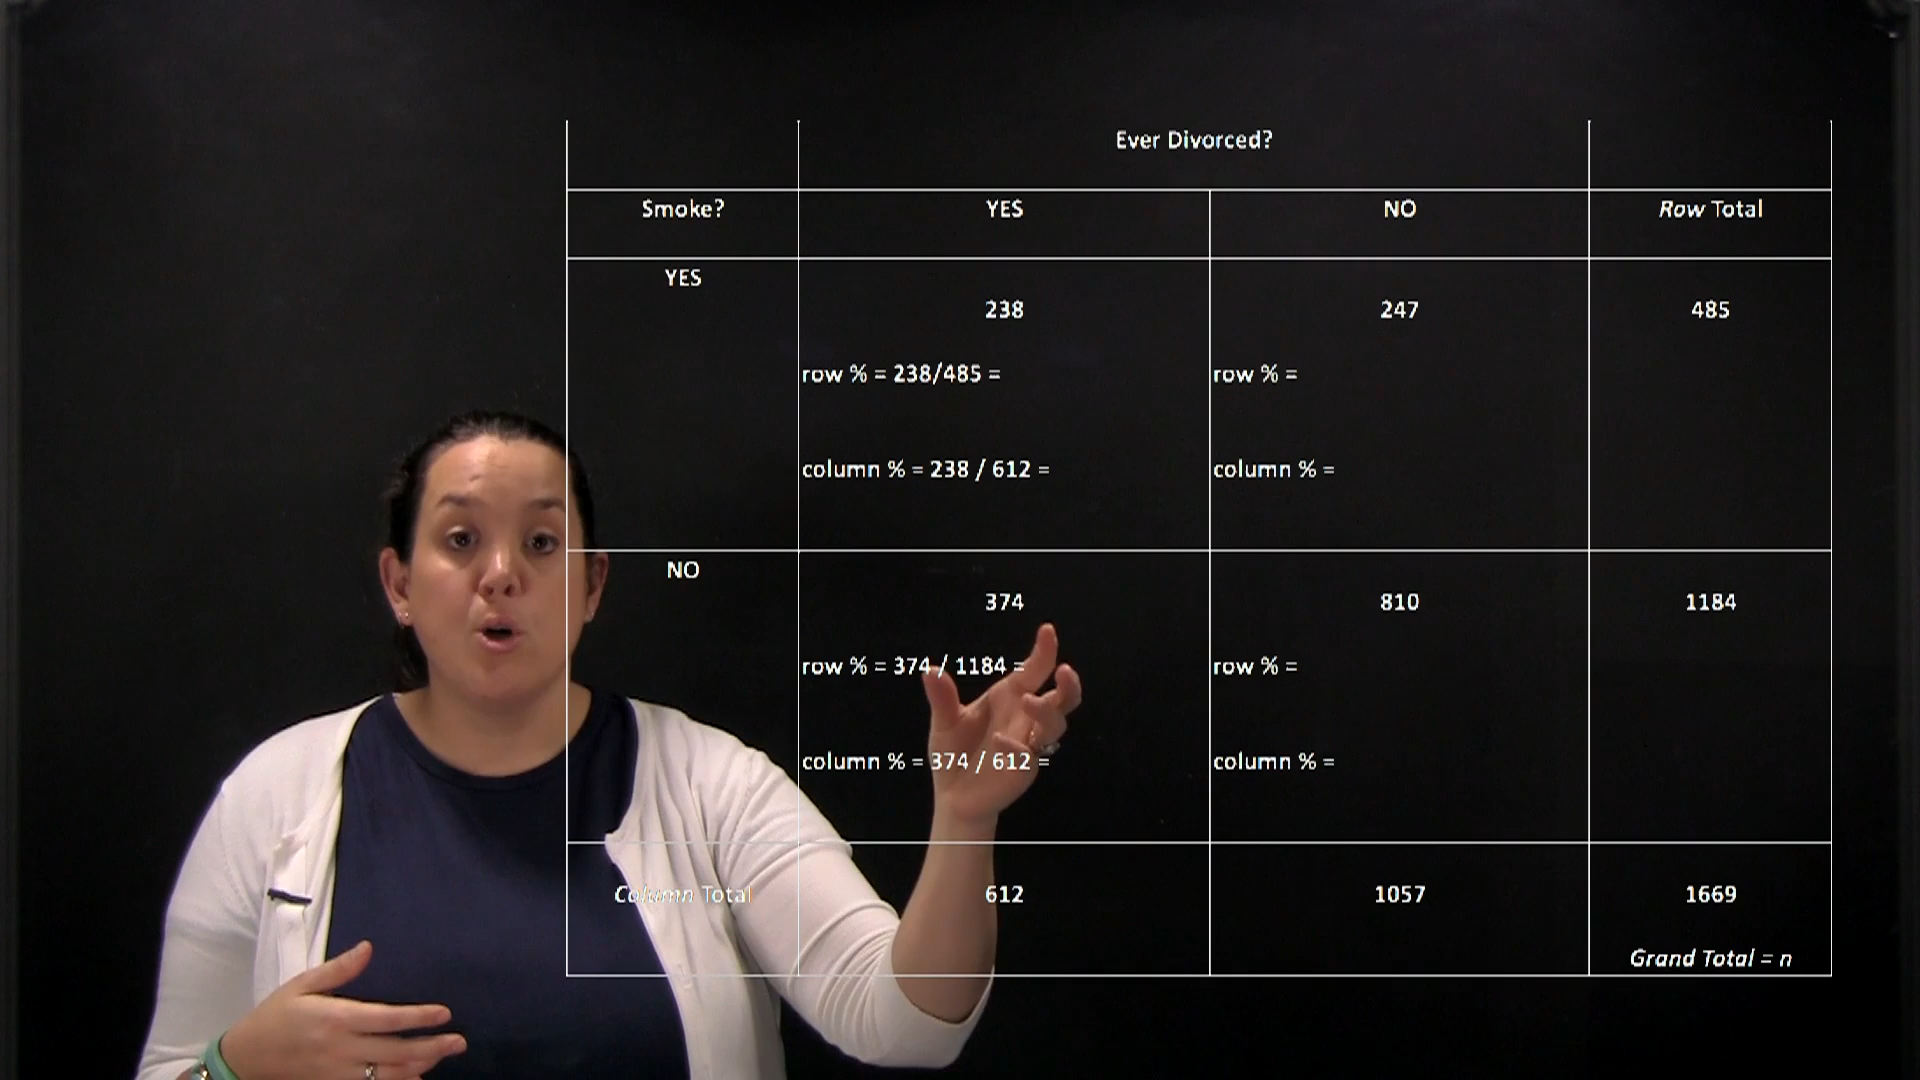 Ever Divorced?
Smoke? YES NO Row Total
YES
238 247 485
row % = 238/485 = row % =
column % = 238 / 612 = column % =
NO
374 810 1184
row % = 374 / 1184 = row % =
column % = 374 / 612 = column % =
Column Total 612 1057 1669
Grand Total = n